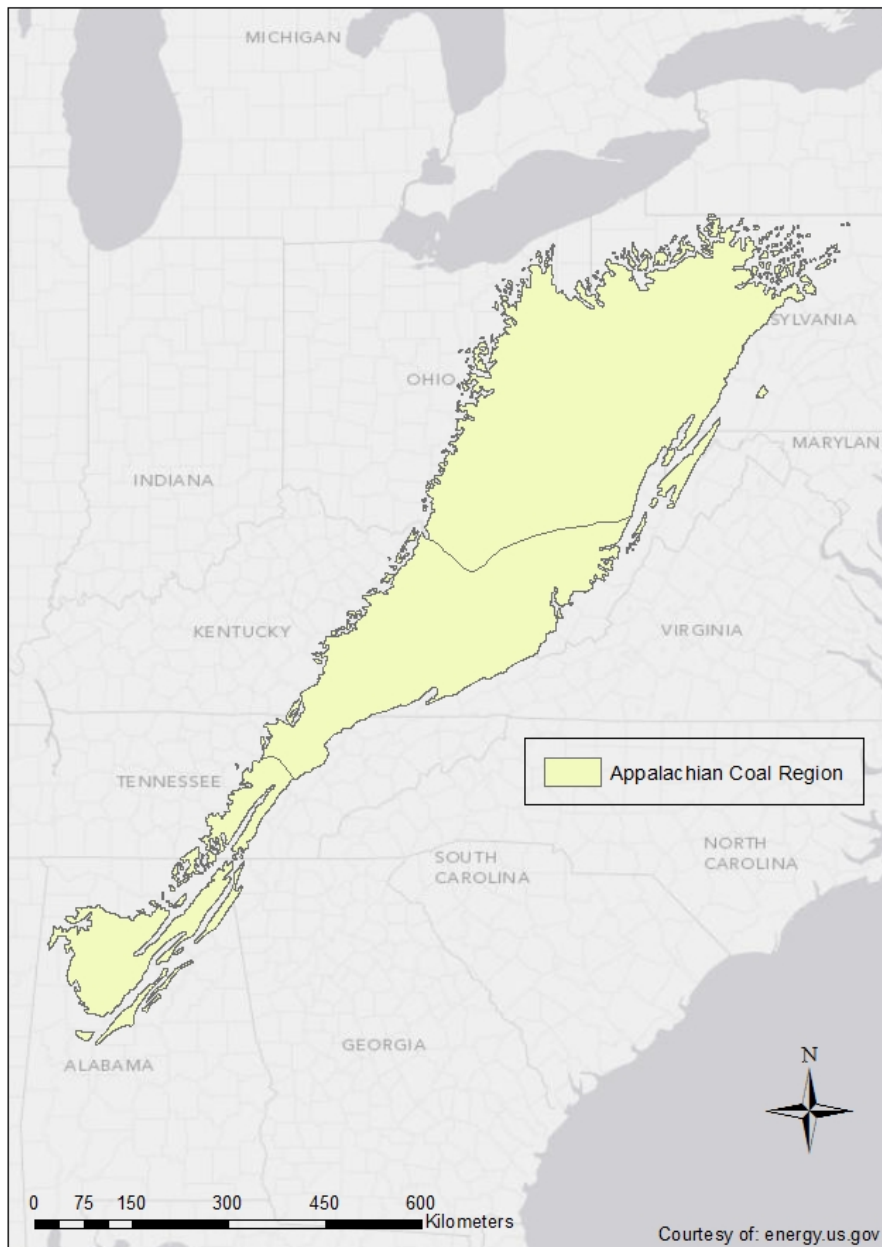 MICHIGAN
SYLVANIA
OHIO
MARYLAN
INDIANA
KENTUCKY
VIRGINIA
Appalachian Coal Region
TENNESSEE
NORTH
CAROLINA
SOUTH
CAROLINA
GEORGIA
ALABAMA
N
0 75 150 300 450 600
Kilometers
Courtesy of: energy.us.gov